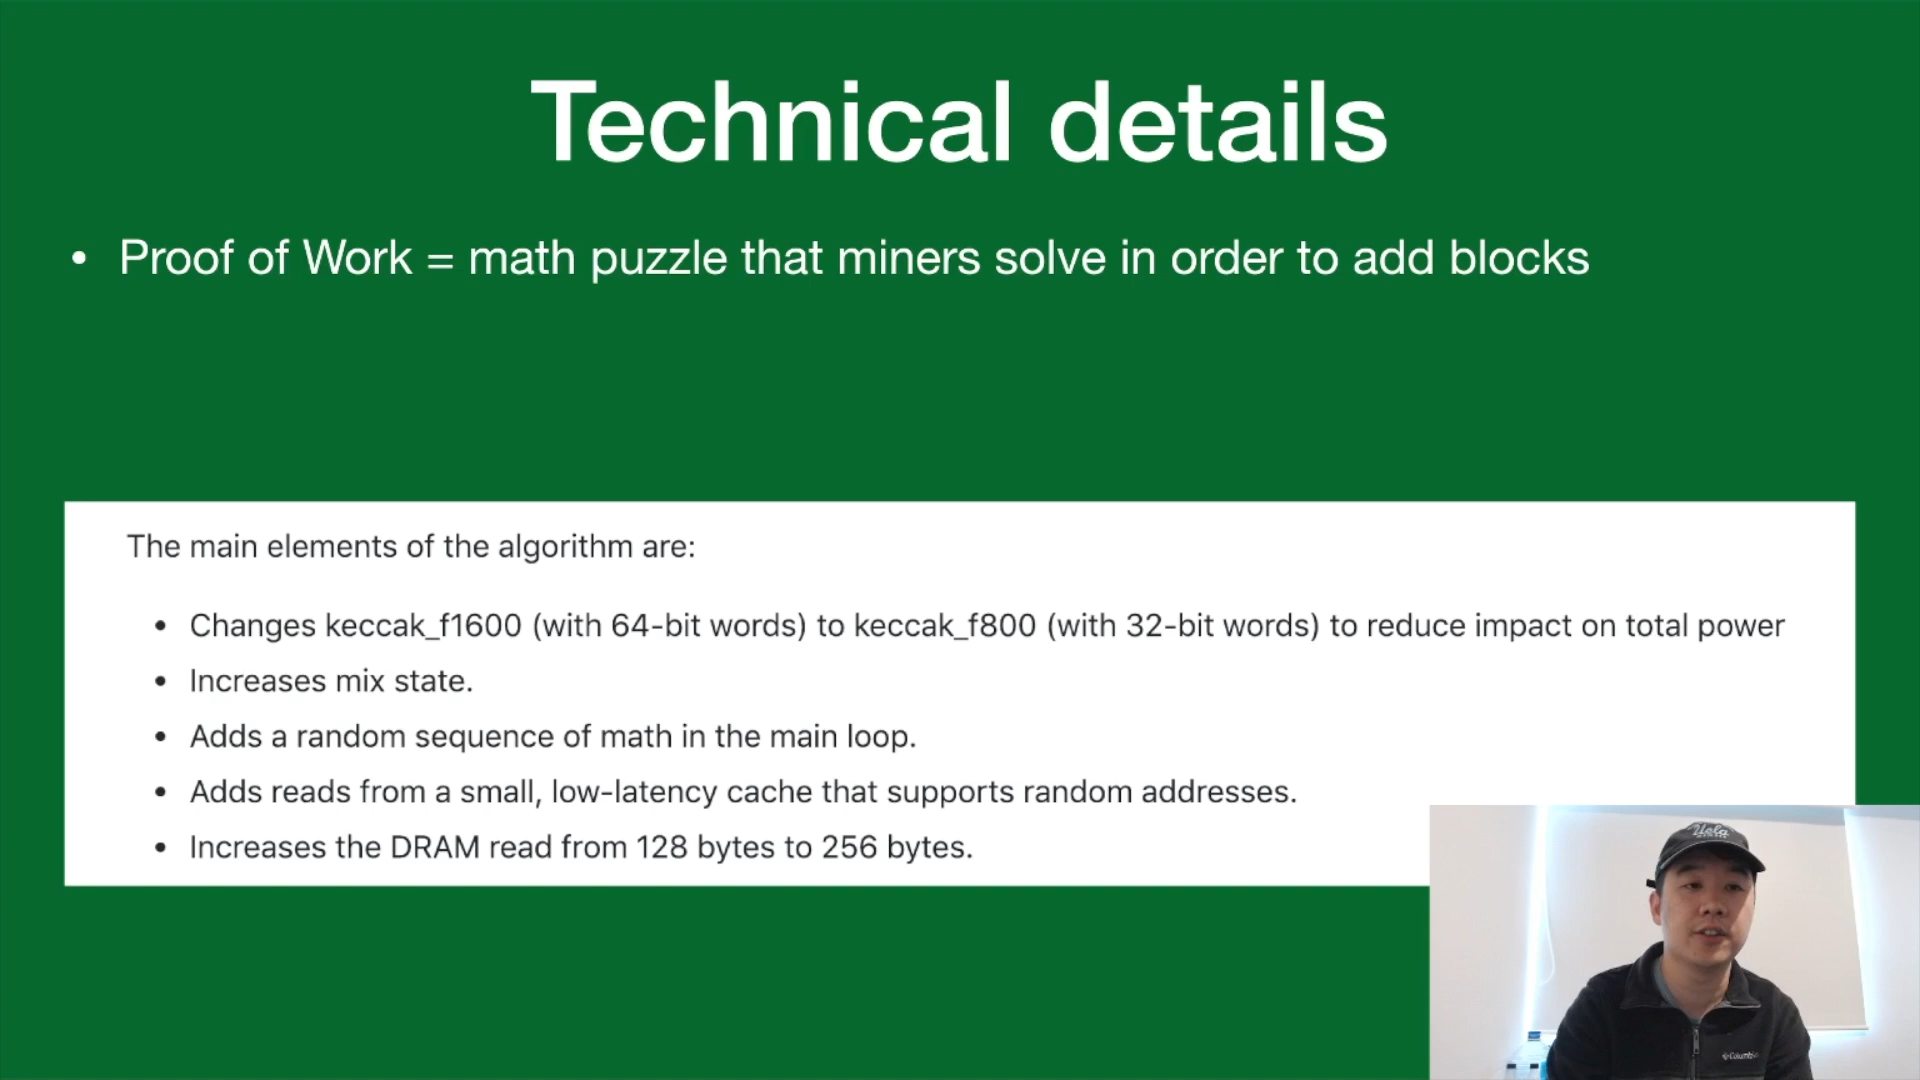 Technical details
• Proof of Work = math puzzle that miners solve in order to add blocks
The main elements of the algorithm are:
• Changes keccak_f1600 (with 64-bit words) to keccak_f800 (with 32-bit words) to reduce impact on total power
• Increases mix state.
• Adds a random sequence of math in the main loop.
• Adds reads from a small, low-latency cache that supports random addresses.
• Increases the DRAM read from 128 bytes to 256 bytes.
Ucla
Columbia